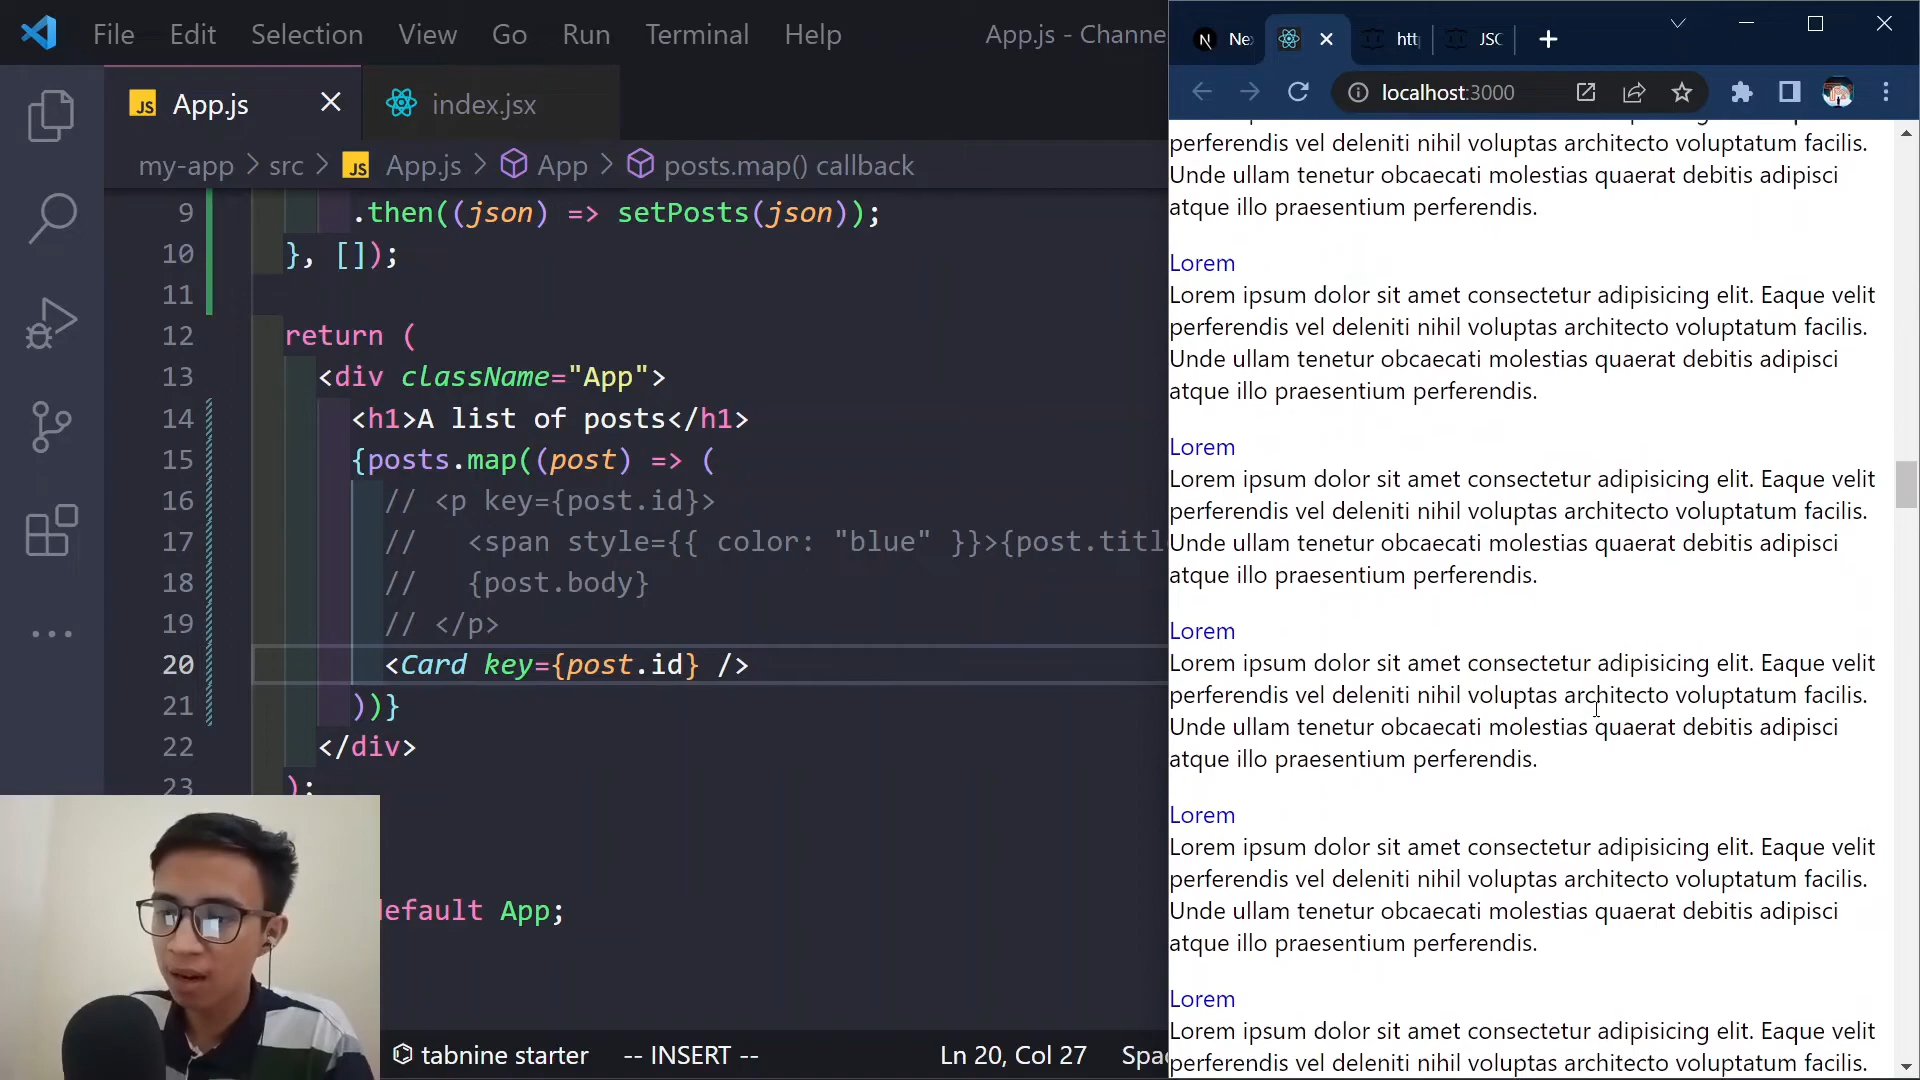 File Edit Selection View Go Run Terminal Help App.js - Channe
App.js index.jsx
my-app > src > App.js > App > posts.map() callback
9 .then((json) => setPosts(json));
10 }, []);
11
12 return (
13 <div className="App">
14 <h1>A list of posts</h1>
15 {posts.map((post) => (
16 // <p key={post.id}>
17 // <span style={{ color: "blue" }}>{post.titl
18 // {post.body}
19 // </p>
20 <Card key={post.id} />
21 ))}
22 </div>
23 );
default App;
tabnine starter -- INSERT -- Ln 20, Col 27 Spa
Ne htt JSC
localhost:3000
perferendis vel deleniti nihil voluptas architecto voluptatum facilis.
Unde ullam tenetur obcaecati molestias quaerat debitis adipisci
atque illo praesentium perferendis.
Lorem
Lorem ipsum dolor sit amet consectetur adipisicing elit. Eaque velit
perferendis vel deleniti nihil voluptas architecto voluptatum facilis.
Unde ullam tenetur obcaecati molestias quaerat debitis adipisci
atque illo praesentium perferendis.
Lorem
Lorem ipsum dolor sit amet consectetur adipisicing elit. Eaque velit
perferendis vel deleniti nihil voluptas architecto voluptatum facilis.
Unde ullam tenetur obcaecati molestias quaerat debitis adipisci
atque illo praesentium perferendis.
Lorem
Lorem ipsum dolor sit amet consectetur adipisicing elit. Eaque velit
perferendis vel deleniti nihil voluptas architecto voluptatum facilis.
Unde ullam tenetur obcaecati molestias quaerat debitis adipisci
atque illo praesentium perferendis.
Lorem
Lorem ipsum dolor sit amet consectetur adipisicing elit. Eaque velit
perferendis vel deleniti nihil voluptas architecto voluptatum facilis.
Unde ullam tenetur obcaecati molestias quaerat debitis adipisci
atque illo praesentium perferendis.
Lorem
Lorem ipsum dolor sit amet consectetur adipisicing elit. Eaque velit
perferendis vel deleniti nihil voluptas architecto voluptatum facilis.